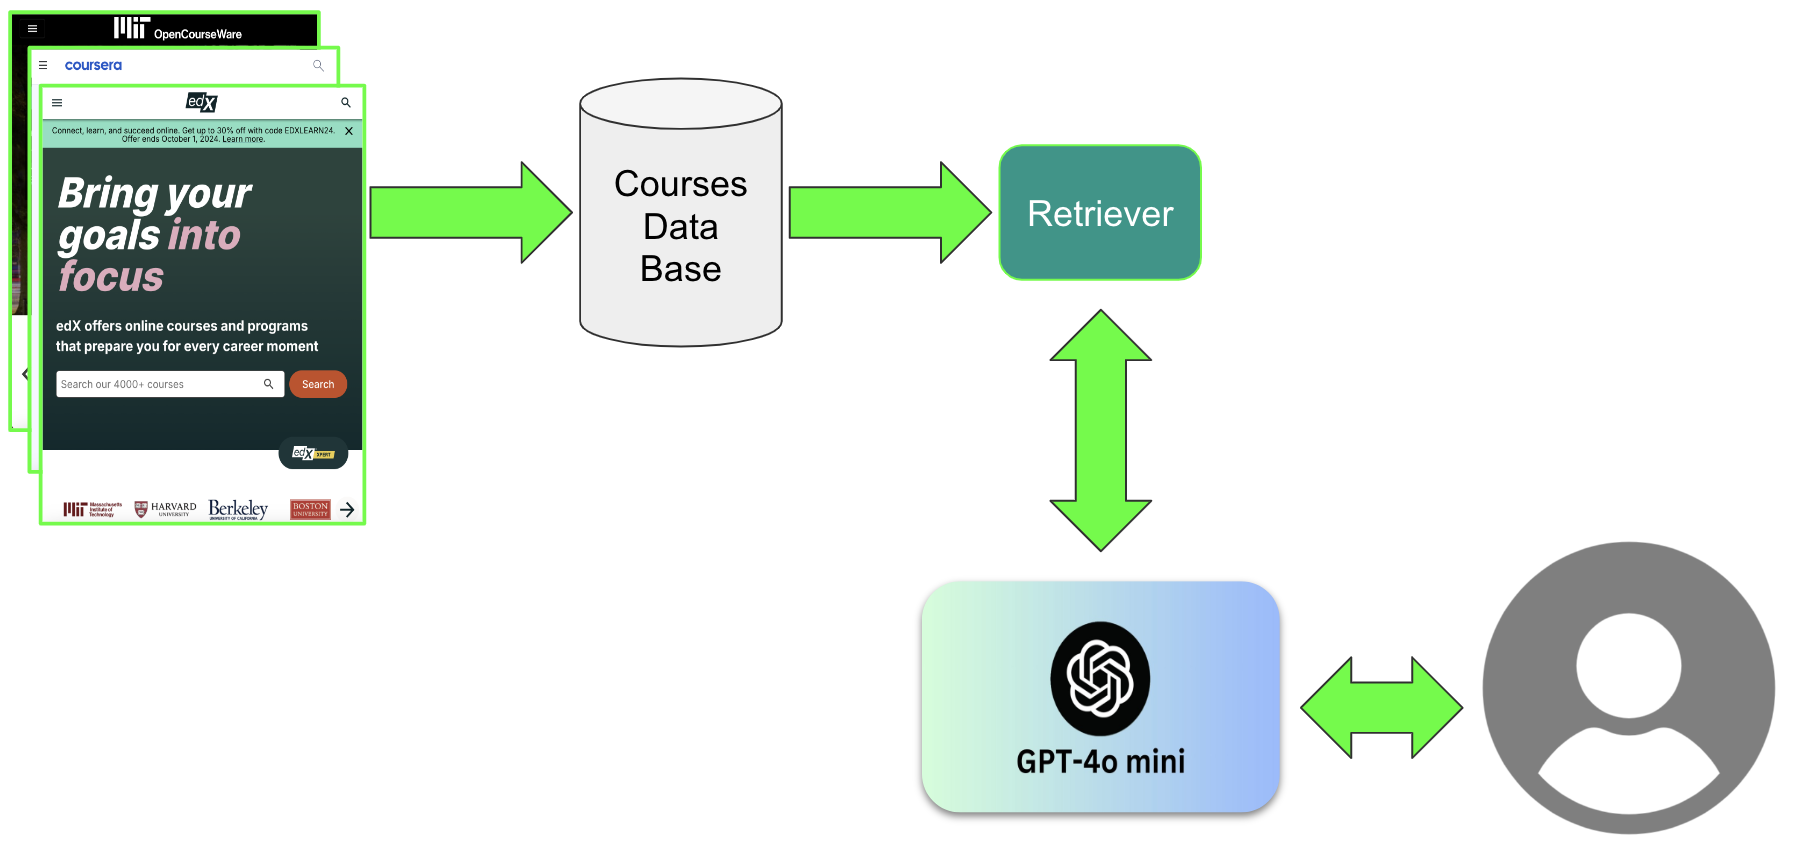 MIT OpenCourseWare
coursera
edX
Connect, learn, and succeed online. Get up to 30% off with code EDXLEARN24.
Offer ends October 1, 2024. Learn more.
Bring your
goals into
focus
edX offers online courses and programs
that prepare you for every career moment
Search our 4000+ courses
Search
edX XPERT
MIT Massachusetts
Institute of
Technology
HARVARD
UNIVERSITY
Berkeley
UNIVERSITY OF CALIFORNIA
BOSTON
UNIVERSITY
Courses
Data
Base
Retriever
GPT-4o mini